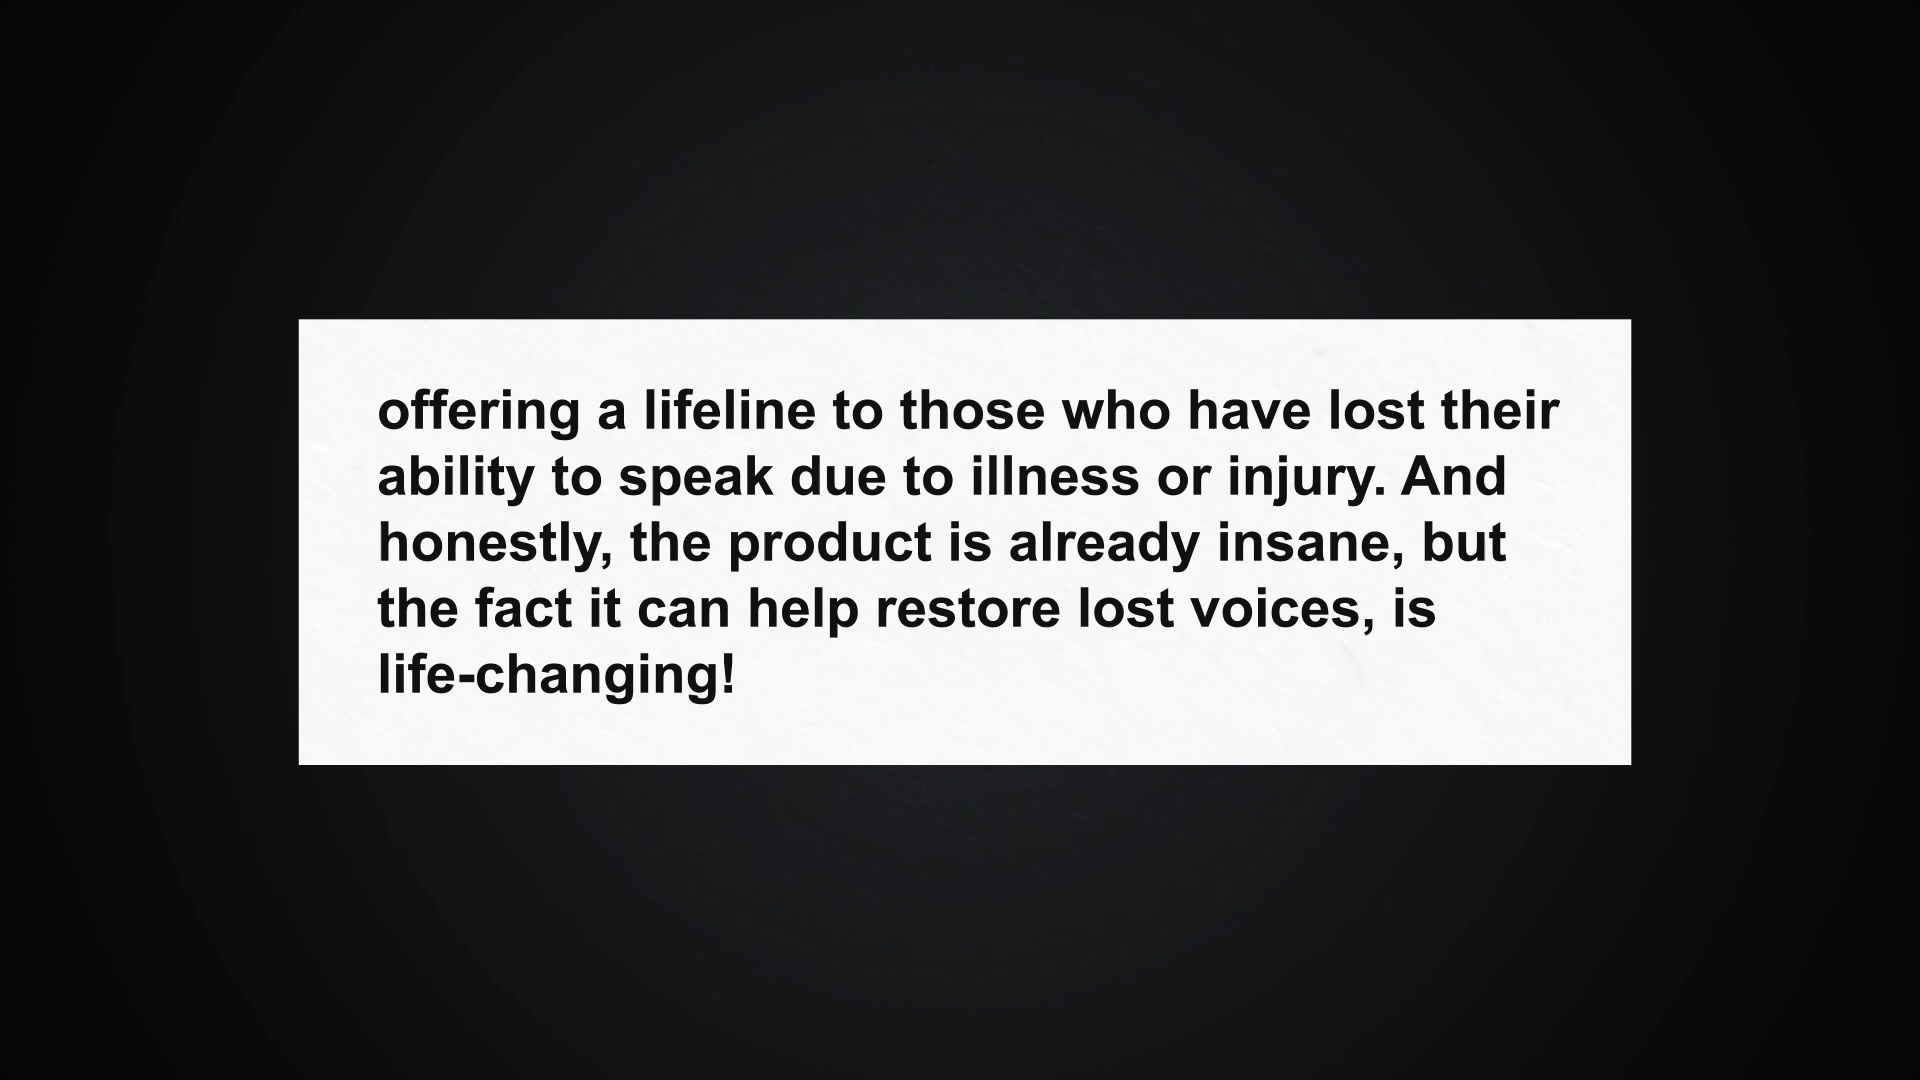 offering a lifeline to those who have lost their
ability to speak due to illness or injury. And
honestly, the product is already insane, but
the fact it can help restore lost voices, is
life-changing!